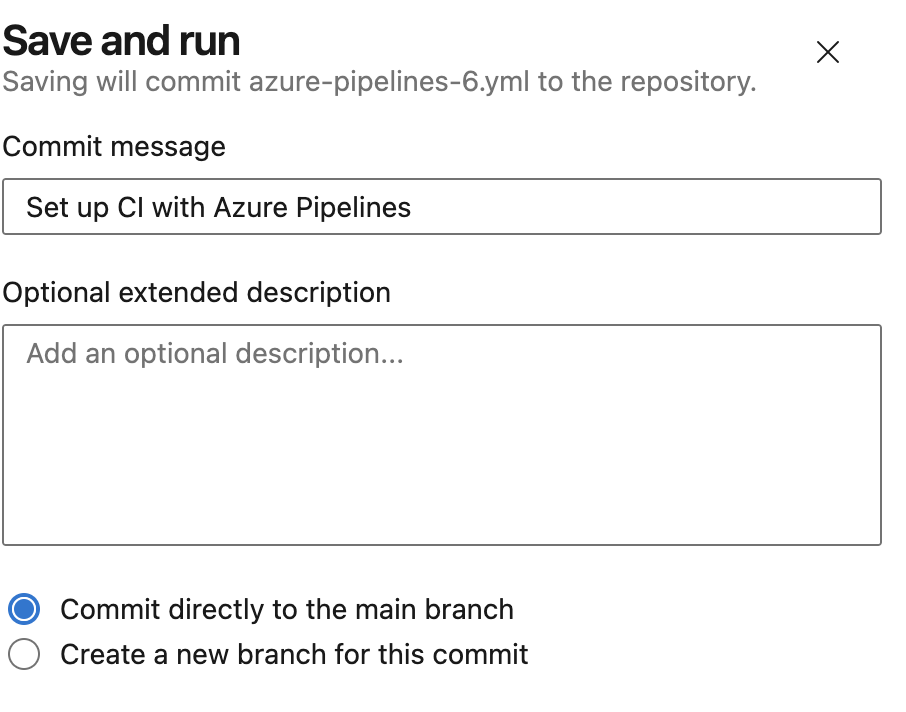 Save and run
Saving will commit azure-pipelines-6.yml to the repository.
Commit message
Set up CI with Azure Pipelines
Optional extended description
Add an optional description...
Commit directly to the main branch
Create a new branch for this commit